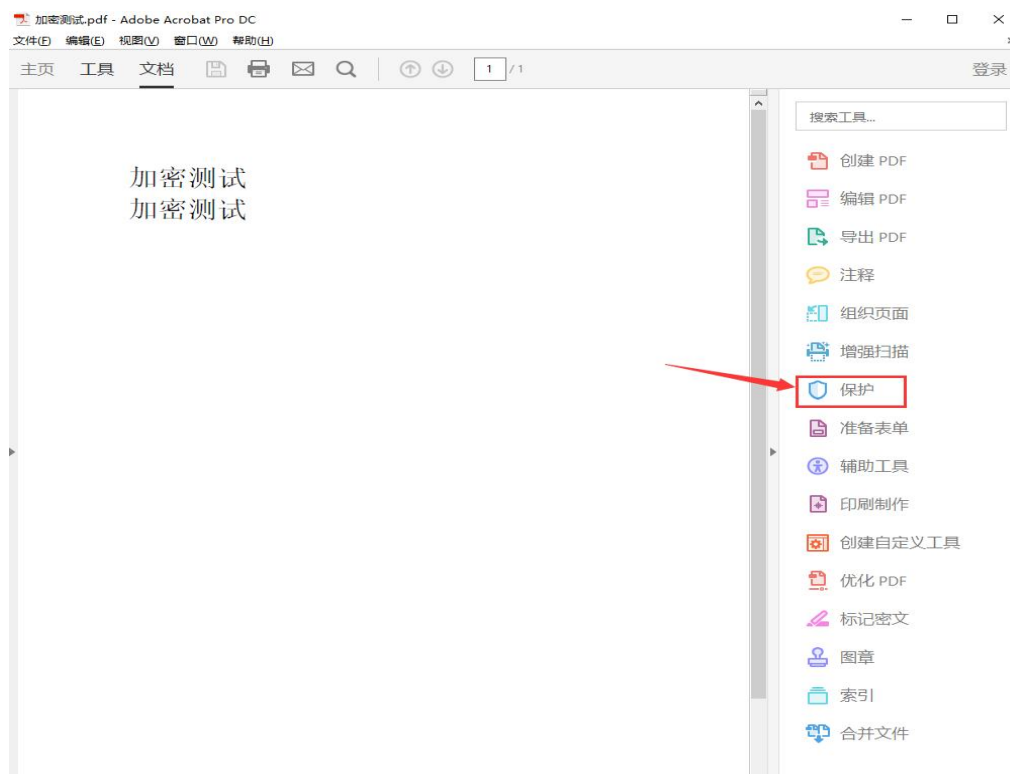 加密测试.pdf - Adobe Acrobat Pro DC
文件(F) 编辑(E) 视图(V) 窗口(W) 帮助(H)
主页 工具 文档 1 / 1 登录
搜索工具...
加密测试
加密测试
创建 PDF
编辑 PDF
导出 PDF
注释
组织页面
增强扫描
保护
准备表单
辅助工具
印刷制作
创建自定义工具
优化 PDF
标记密文
图章
索引
合并文件